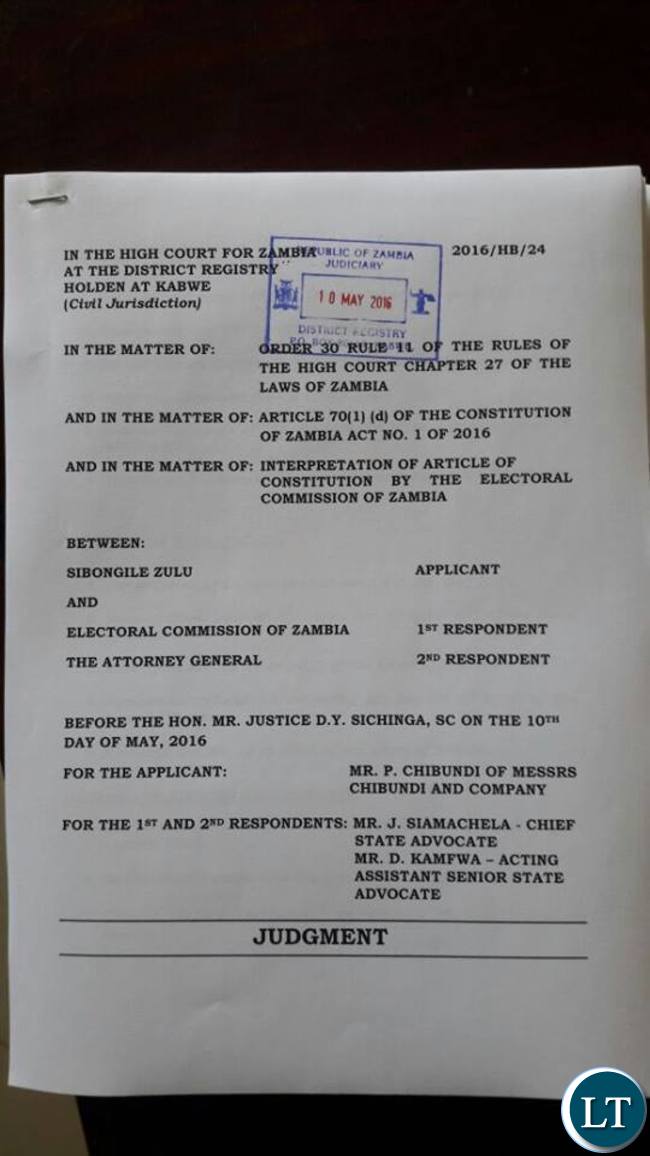 IN THE HIGH COURT FOR ZAMBIA 2016/HB/24
AT THE DISTRICT REGISTRY
HOLDEN AT KABWE
(Civil Jurisdiction)
REPUBLIC OF ZAMBIA
JUDICIARY
10 MAY 2016
DISTRICT REGISTRY
P.O. BOX
IN THE MATTER OF: ORDER 30 RULE 11 OF THE RULES OF
THE HIGH COURT CHAPTER 27 OF THE
LAWS OF ZAMBIA
AND IN THE MATTER OF: ARTICLE 70(1) (d) OF THE CONSTITUTION
OF ZAMBIA ACT NO. 1 OF 2016
AND IN THE MATTER OF: INTERPRETATION OF ARTICLE OF
CONSTITUTION BY THE ELECTORAL
COMMISSION OF ZAMBIA
BETWEEN:
SIBONGILE ZULU APPLICANT
AND
ELECTORAL COMMISSION OF ZAMBIA 1ST RESPONDENT
THE ATTORNEY GENERAL 2ND RESPONDENT
BEFORE THE HON. MR. JUSTICE D.Y. SICHINGA, SC ON THE 10TH
DAY OF MAY, 2016
FOR THE APPLICANT: MR. P. CHIBUNDI OF MESSRS
CHIBUNDI AND COMPANY
FOR THE 1ST AND 2ND RESPONDENTS: MR. J. SIAMACHELA - CHIEF
STATE ADVOCATE
MR. D. KAMFWA – ACTING
ASSISTANT SENIOR STATE
ADVOCATE
JUDGMENT
LT